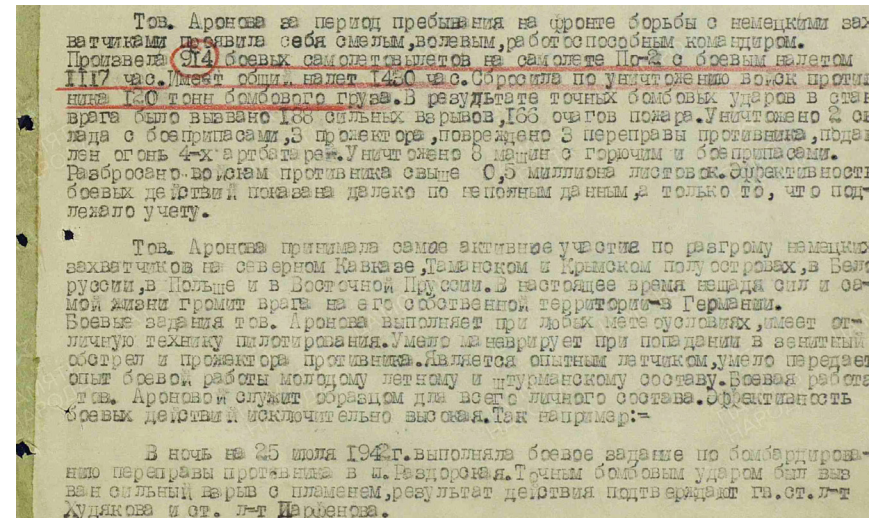 Тов. Аронова за период пребывания на фронте борьбы с немецкими зах-
ватчиками проявила себя смелым,волевым,работоспособным командиром.
Произвела 914 боевых самолетовылетов на самолете По-2 с боевым налетом
1117 час.Имеет общий налет 1430 час.Сбросила по уничтожению войск против
ника 120 тонн бомбового груза.В результате точных бомбовых ударов в стан
врага было вызвано 188 сильных взрывов,166 очагов пожара.Уничтожено 2 ск
лада с боеприпасами,3 прожектора,повреждено 3 переправы противника,подав
лен огонь 4-х артбатарей.Уничтожено 8 машин с горючим и боеприпасами.
Разбросано войскам противника свыше 0,5 миллиона листовок.Эффективность
боевых действий показана далеко по неполным данным,а только то, что под-
лежало учету.
Тов. Аронова принимала самое активное участие по разгрому немецких
захватчиков на северном Кавказе,Таманском и Крымском полуостровах,в Бело
руссии,в Польше и в Восточной Пруссии.В настоящее время нещадя сил и са-
мой жизни громит врага на его собственной территории-в Германии.
Боевые задания тов. Аронова выполняет при любых метеоусловиях,имеет от-
личную технику пилотирования.Умело маневрирует при попадании в зенитный
обстрел и прожектора противника.Является опытным летчиком,умело передает
опыт боевой работы молодому летному и штурманскому составу.Боевая работа
тов. Ароновой служит образцом для всего личного состава.Эффективность
боевых действий исключительно высокая.Так например:-
В ночь на 25 июля 1942г.выполняла боевое задание по бомбардирова-
нию переправы противника в п.Раздорская.Точным бомбовым ударом был выз
ван сильный взрыв с пламенем,результат действия подтверждают гв.ст.л-т
Худякова и ст. л-т Парфенова.